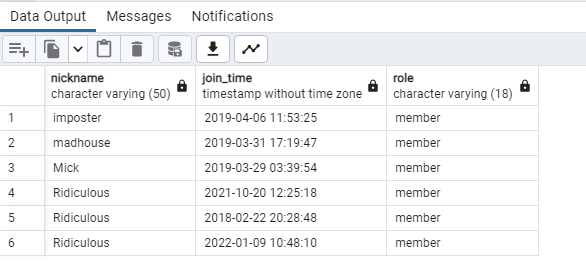 Data Output Messages Notifications
nickname join_time role
character varying (50) timestamp without time zone character varying (18)
1 imposter 2019-04-06 11:53:25 member
2 madhouse 2019-03-31 17:19:47 member
3 Mick 2019-03-29 03:39:54 member
4 Ridiculous 2021-10-20 12:25:18 member
5 Ridiculous 2018-02-22 20:28:48 member
6 Ridiculous 2022-01-09 10:48:10 member